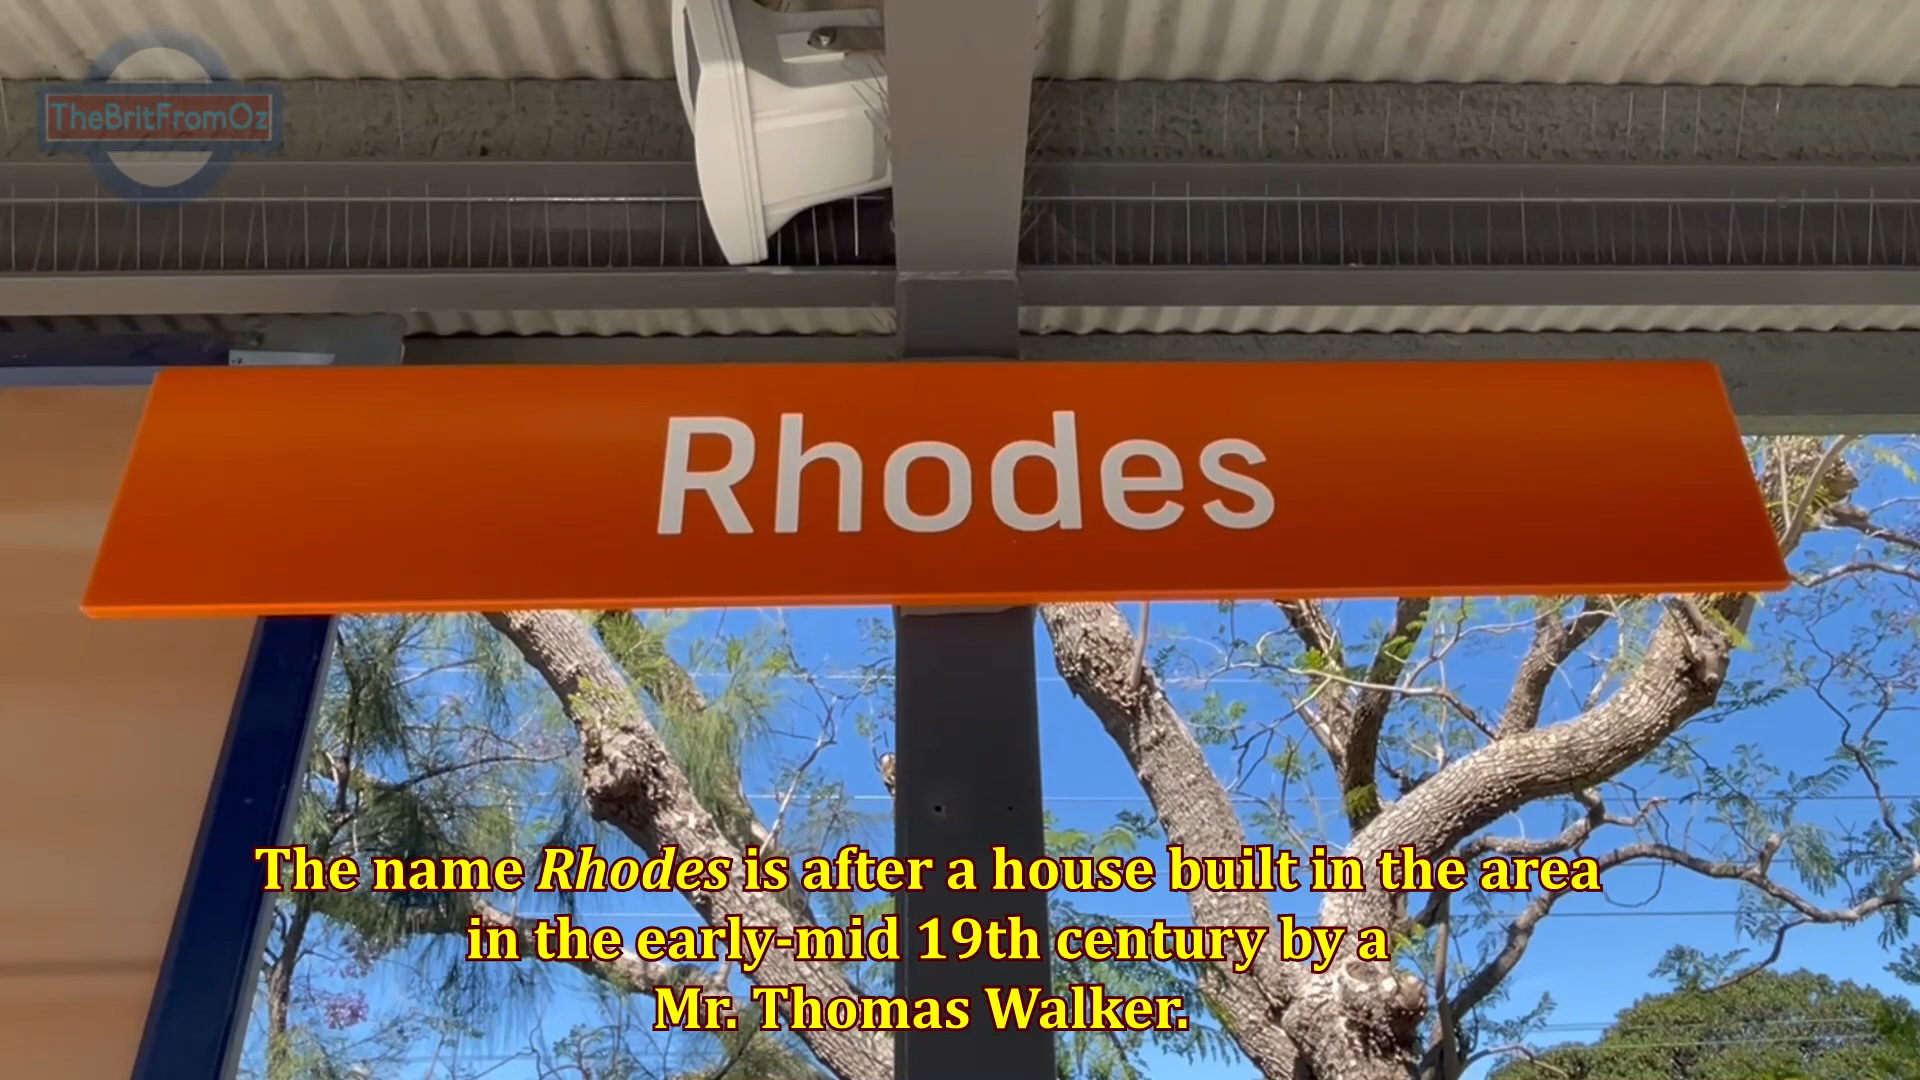 TheBritFromOz
Rhodes
The name Rhodes is after a house built in the area
in the early-mid 19th century by a
Mr. Thomas Walker.